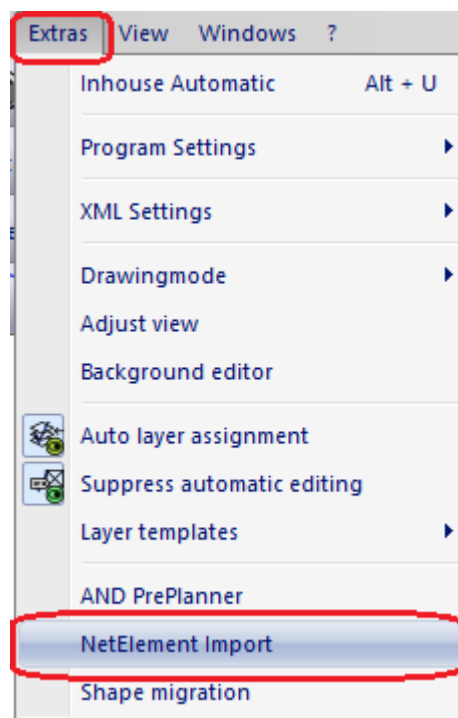 Extras View Windows ?
Inhouse Automatic Alt + U
Program Settings
XML Settings
Drawingmode
Adjust view
Background editor
Auto layer assignment
Suppress automatic editing
Layer templates
AND PrePlanner
NetElement Import
Shape migration